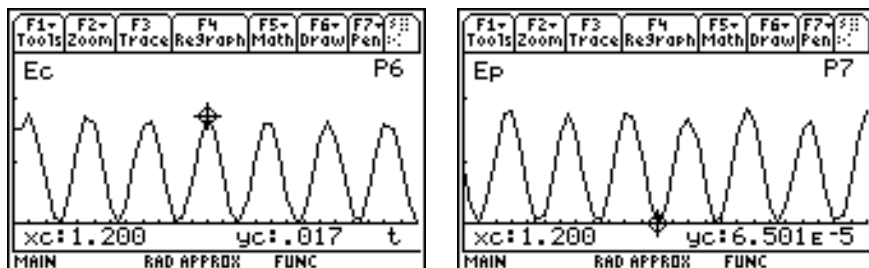 F1 F2 F3 F4 F5 F6 F7
Tools Zoom Trace ReGraph Math Draw Pen
Ec P6
xc:1.200 yc:.017 t
MAIN RAD APPROX FUNC
F1 F2 F3 F4 F5 F6 F7
Tools Zoom Trace ReGraph Math Draw Pen
Ep P7
xc:1.200 yc:6.501E-5
MAIN RAD APPROX FUNC